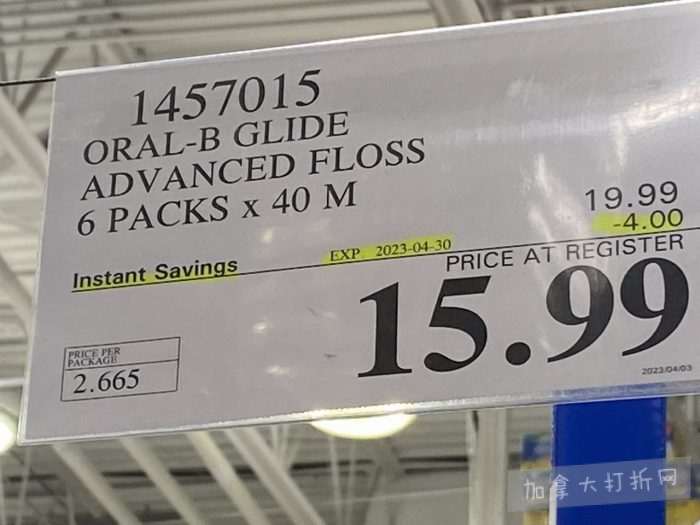 1457015
ORAL-B GLIDE
ADVANCED FLOSS
6 PACKS x 40 M
19.99
-4.00
Instant Savings
EXP 2023-04-30
PRICE AT REGISTER
15.99
PRICE PER
PACKAGE
2.665
2023/04/03
加拿大打折网